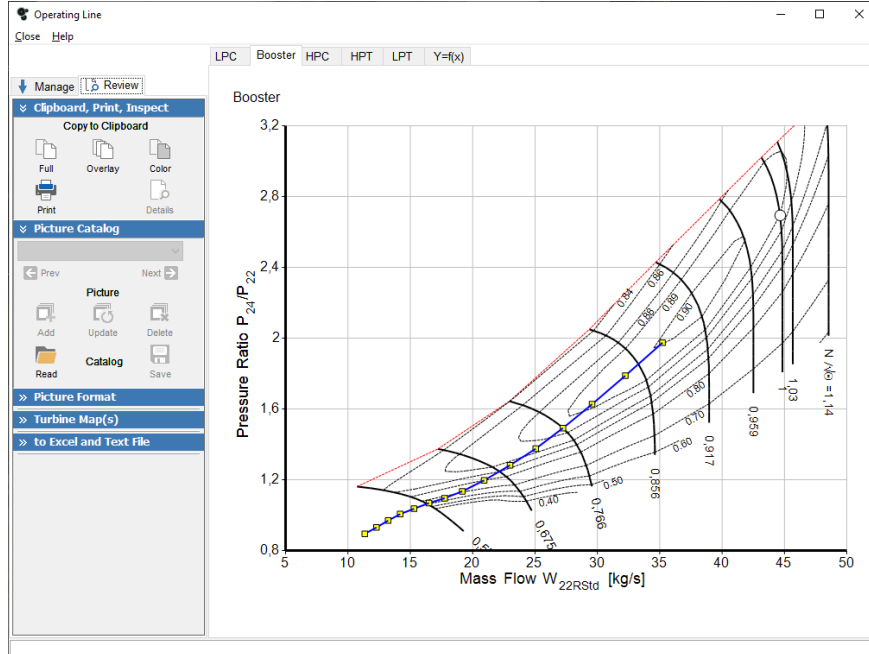 Operating Line
Close Help
LPC Booster HPC HPT LPT Y=f(x)
Manage Review
Clipboard, Print, Inspect
Copy to Clipboard
Full Overlay Color
Print Details
Picture Catalog
Prev Next
Picture
Add Update Delete
Read Catalog Save
Picture Format
Turbine Map(s)
to Excel and Text File
Booster
Pressure Ratio P24/P22
3,2
2,8
2,4
2
1,6
1,2
0,8
5 10 15 20 25 30 35 40 45 50
Mass Flow W22RStd [kg/s]
0,84
0,86
0,88
0,89
0,90
0,80
0,70
0,60
0,50
0,40
0,675
0,766
0,856
0,917
0,959
1
1,03
N/√Θ=1,14